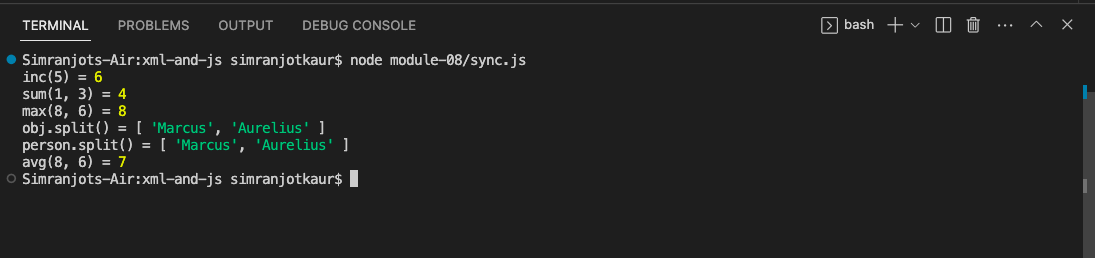 TERMINAL PROBLEMS OUTPUT DEBUG CONSOLE bash
Simranjots-Air:xml-and-js simranjotkaur$ node module-08/sync.js
inc(5) = 6
sum(1, 3) = 4
max(8, 6) = 8
obj.split() = [ 'Marcus', 'Aurelius' ]
person.split() = [ 'Marcus', 'Aurelius' ]
avg(8, 6) = 7
Simranjots-Air:xml-and-js simranjotkaur$